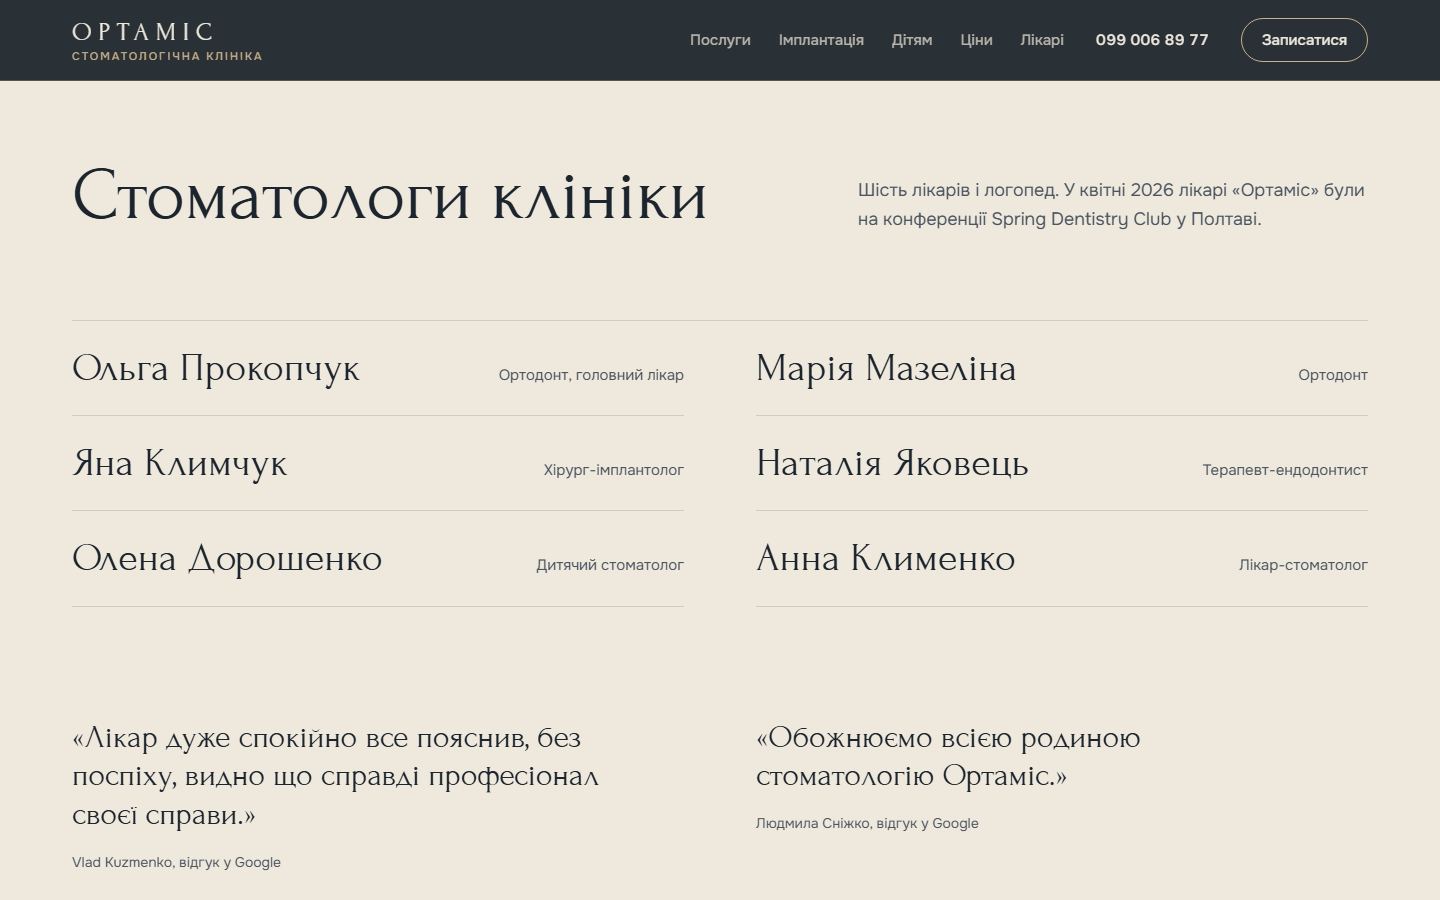 ОРТАМІС
СТОМАТОЛОГІЧНА КЛІНІКА
Послуги
Імплантація
Дітям
Ціни
Лікарі
099 006 89 77
Записатися
Стоматологи клініки
Шість лікарів і логопед. У квітні 2026 лікарі «Ортаміс» були
на конференції Spring Dentistry Club у Полтаві.
Ольга Прокопчук
Ортодонт, головний лікар
Марія Мазеліна
Ортодонт
Яна Климчук
Хірург-імплантолог
Наталія Яковець
Терапевт-ендодонтист
Олена Дорошенко
Дитячий стоматолог
Анна Клименко
Лікар-стоматолог
«Лікар дуже спокійно все пояснив, без
поспіху, видно що справді професіонал
своєї справи.»
Vlad Kuzmenko, відгук у Google
«Обожнюємо всією родиною
стоматологію Ортаміс.»
Людмила Сніжко, відгук у Google